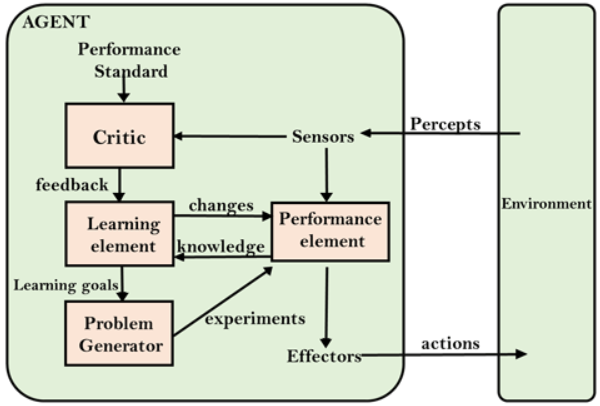 AGENT
Performance
Standard
Critic
Sensors
Percepts
feedback
changes
Learning
element
Performance
element
Environment
knowledge
Learning goals
Problem
Generator
experiments
Effectors
actions